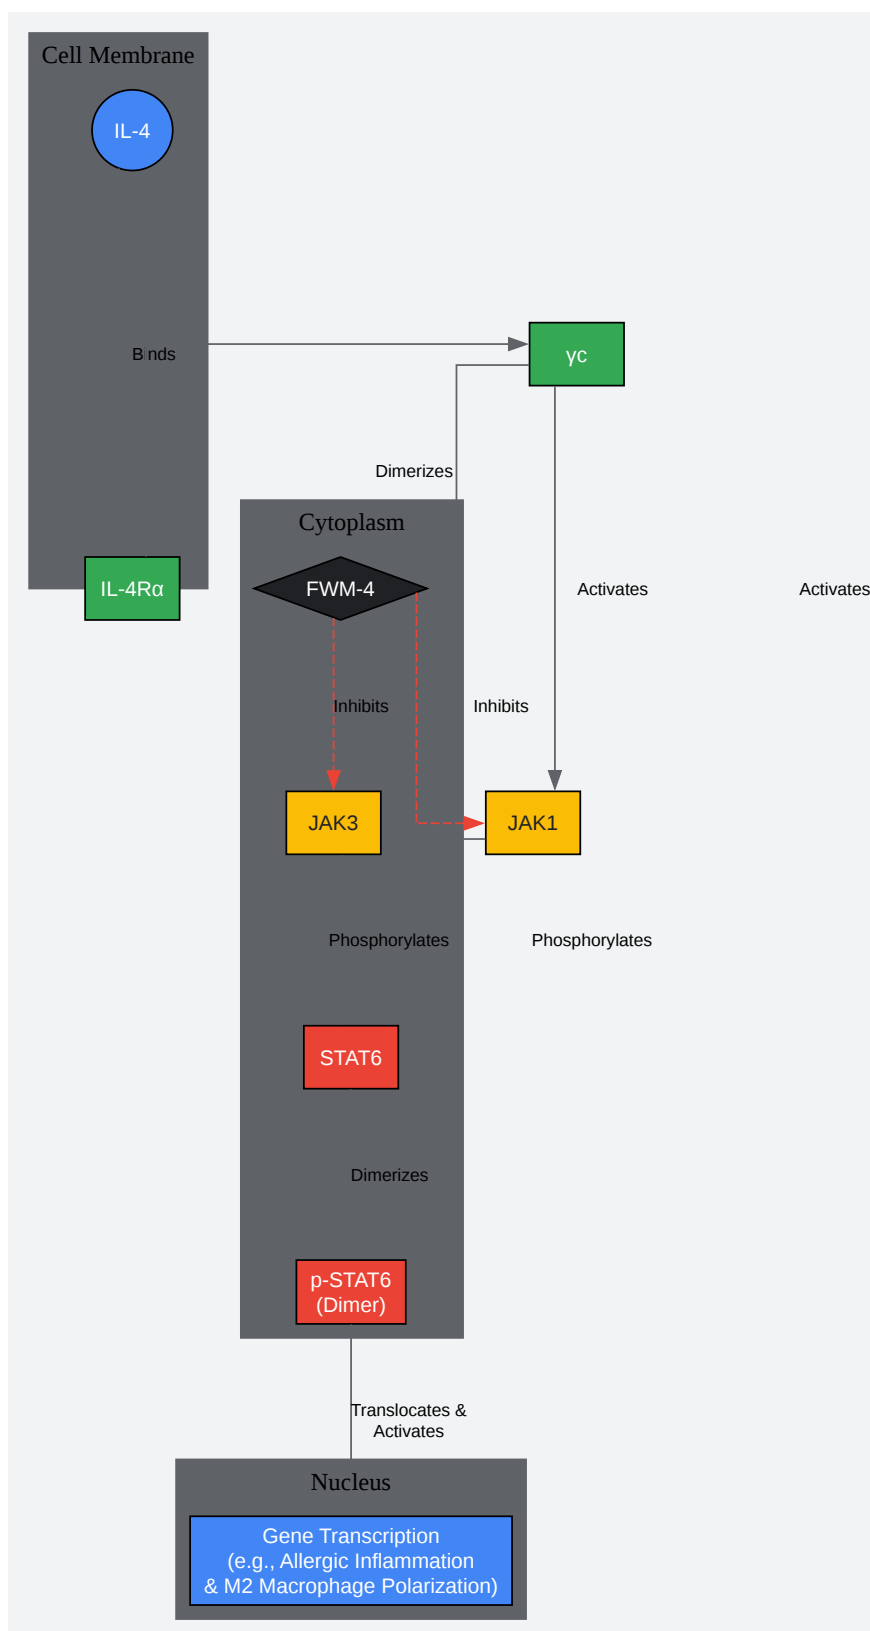 Cell Membrane
IL-4
Binds
γc
Dimerizes
Cytoplasm
FWM-4
IL-4Rα
Activates
Activates
Inhibits
Inhibits
JAK3
JAK1
Phosphorylates
Phosphorylates
STAT6
Dimerizes
p-STAT6
(Dimer)
Translocates &
Activates
Nucleus
Gene Transcription
(e.g., Allergic Inflammation
& M2 Macrophage Polarization)